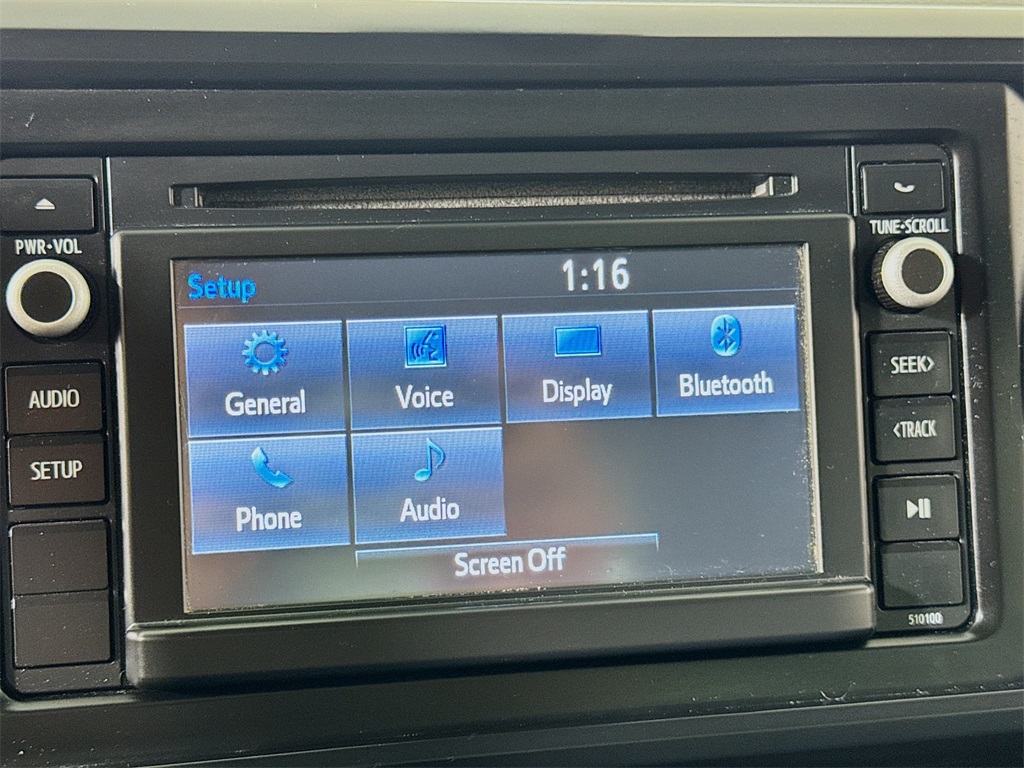 PWR•VOL
AUDIO
SETUP
Setup
1:16
General
Voice
Display
Bluetooth
Phone
Audio
Screen Off
TUNE•SCROLL
SEEK>
<TRACK
510100